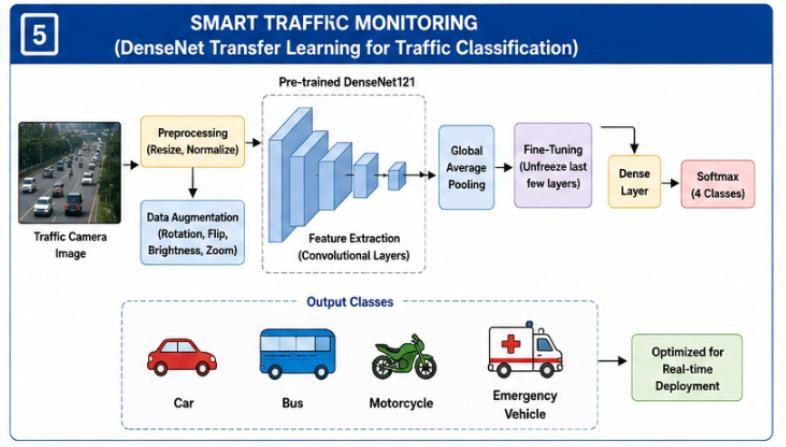 5
SMART TRAFFIC MONITORING
(DenseNet Transfer Learning for Traffic Classification)
Pre-trained DenseNet121
Preprocessing
(Resize, Normalize)
Data Augmentation
(Rotation, Flip,
Brightness, Zoom)
Traffic Camera
Image
Feature Extraction
(Convolutional Layers)
Global
Average
Pooling
Fine-Tuning
(Unfreeze last
few layers)
Dense
Layer
Softmax
(4 Classes)
Output Classes
Car
Bus
Motorcycle
Emergency
Vehicle
Optimized for
Real-time
Deployment